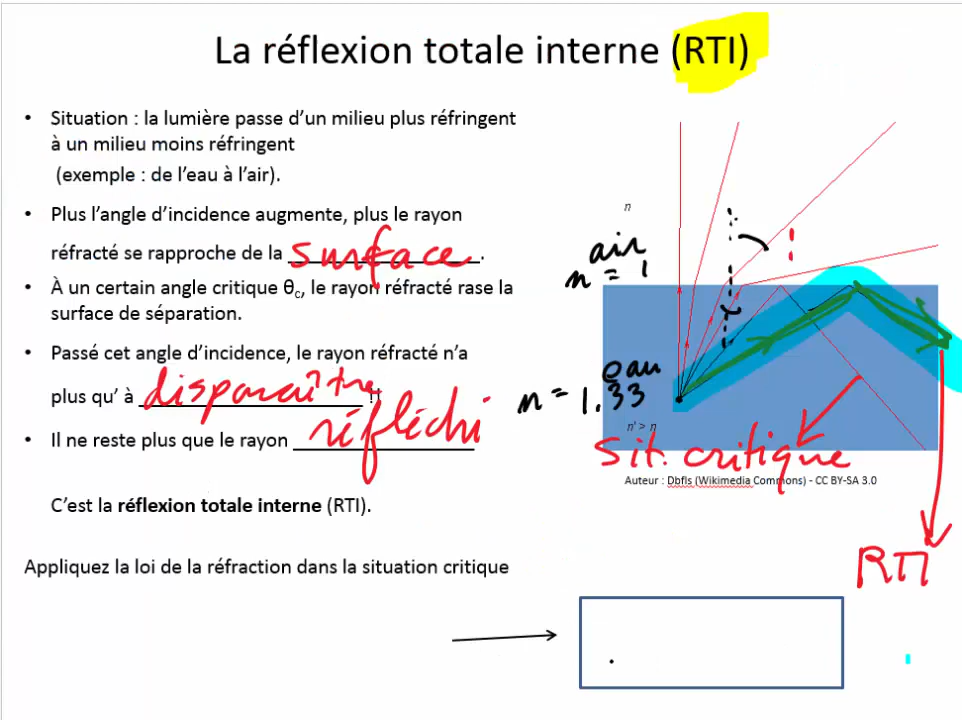 La réflexion totale interne (RTI)
• Situation : la lumière passe d'un milieu plus réfringent
à un milieu moins réfringent
(exemple : de l'eau à l'air).
• Plus l'angle d'incidence augmente, plus le rayon
réfracté se rapproche de la surface.
• À un certain angle critique θc, le rayon réfracté rase la
surface de séparation.
• Passé cet angle d'incidence, le rayon réfracté n'a
plus qu' à disparaître !!
• Il ne reste plus que le rayon réfléchi
C'est la réflexion totale interne (RTI).
Appliquez la loi de la réfraction dans la situation critique
n
air
n = 1
!
eau
n = 1.33
n' > n
sit. critique
Auteur : Dbfls (Wikimedia Commons) - CC BY-SA 3.0
RTI